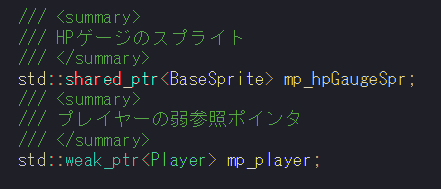 /// <summary>
/// HPゲージのスプライト
/// </summary>
std::shared_ptr<BaseSprite> mp_hpGaugeSpr;
/// <summary>
/// プレイヤーの弱参照ポインタ
/// </summary>
std::weak_ptr<Player> mp_player;